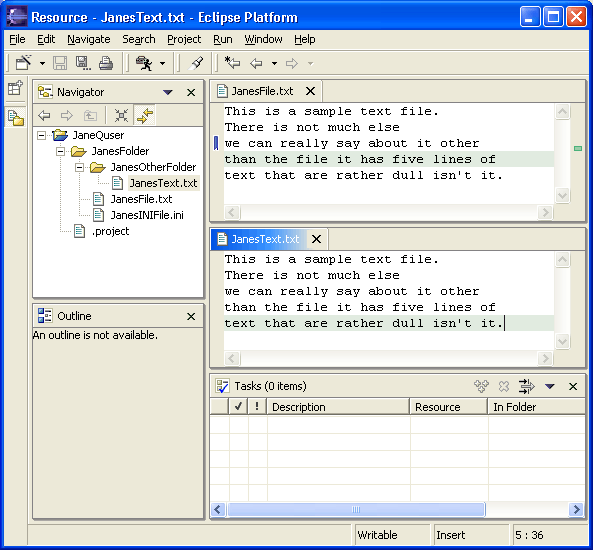 Resource - JanesText.txt - Eclipse Platform
File Edit Navigate Search Project Run Window Help
Navigator
JaneQuser
JanesFolder
JanesOtherFolder
JanesText.txt
JanesFile.txt
JanesINIFile.ini
.project
Outline
An outline is not available.
JanesFile.txt
This is a sample text file.
There is not much else
we can really say about it other
than the file it has five lines of
text that are rather dull isn't it.
JanesText.txt
This is a sample text file.
There is not much else
we can really say about it other
than the file it has five lines of
text that are rather dull isn't it.
Tasks (0 items)
! Description Resource In Folder
Writable Insert 5 : 36